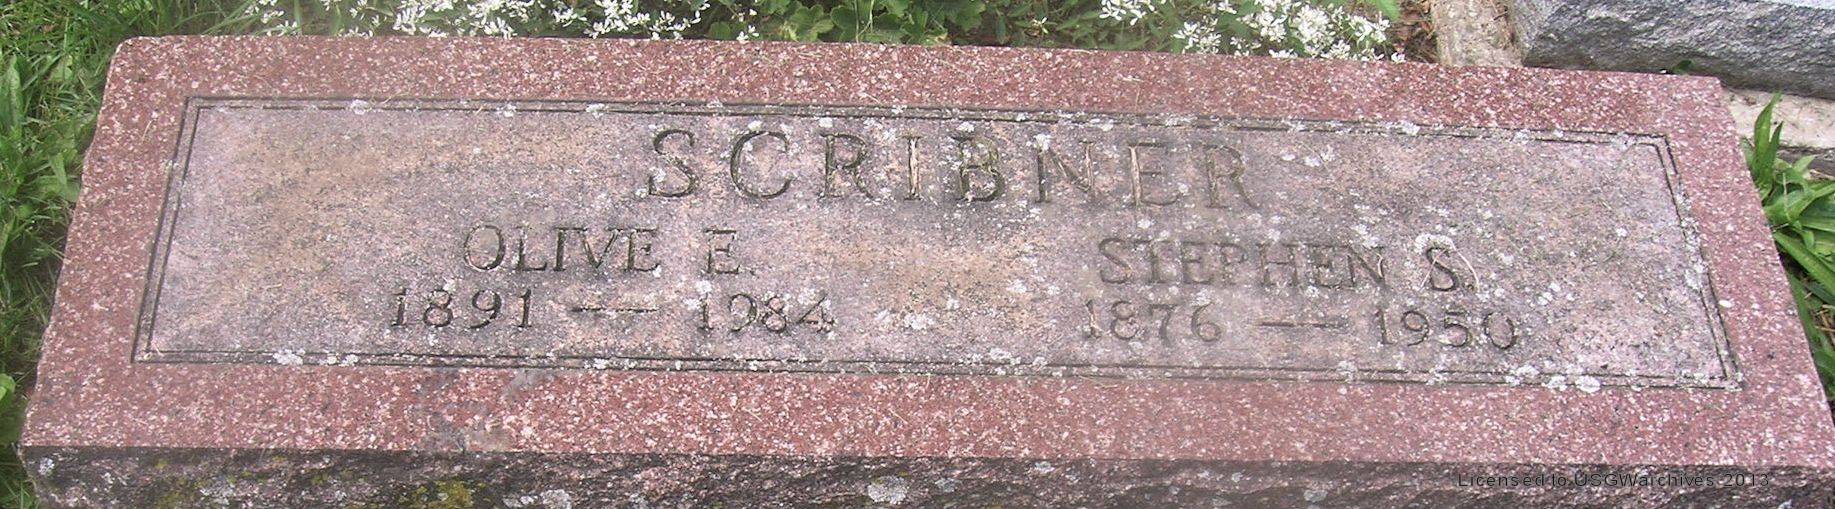 SCRIBNER
OLIVE E.
1891 — 1984
STEPHEN S.
1876 — 1950
Licensed to USGWarchives 2013